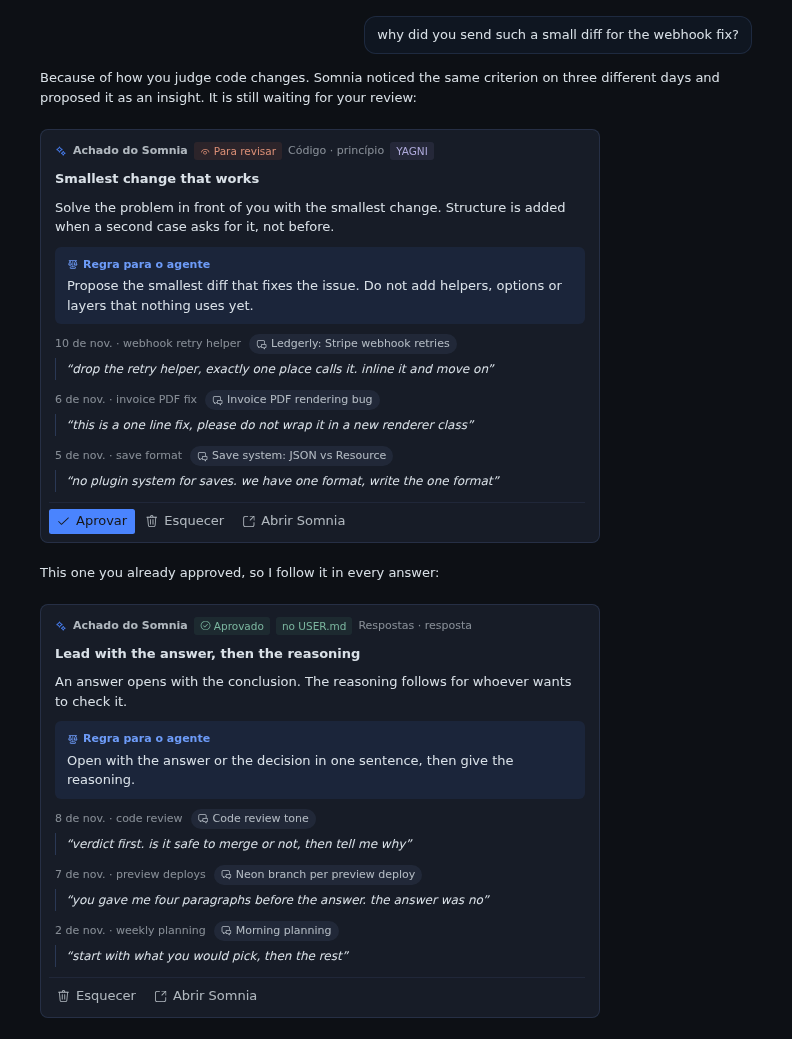 why did you send such a small diff for the webhook fix?
Because of how you judge code changes. Somnia noticed the same criterion on three different days and
proposed it as an insight. It is still waiting for your review:
Achado do Somnia Para revisar Código · princípio YAGNI
Smallest change that works
Solve the problem in front of you with the smallest change. Structure is added
when a second case asks for it, not before.
Regra para o agente
Propose the smallest diff that fixes the issue. Do not add helpers, options or
layers that nothing uses yet.
10 de nov. · webhook retry helper Ledgerly: Stripe webhook retries
“drop the retry helper, exactly one place calls it. inline it and move on”
6 de nov. · invoice PDF fix Invoice PDF rendering bug
“this is a one line fix, please do not wrap it in a new renderer class”
5 de nov. · save format Save system: JSON vs Resource
“no plugin system for saves. we have one format, write the one format”
Aprovar Esquecer Abrir Somnia
This one you already approved, so I follow it in every answer:
Achado do Somnia Aprovado no USER.md Respostas · resposta
Lead with the answer, then the reasoning
An answer opens with the conclusion. The reasoning follows for whoever wants
to check it.
Regra para o agente
Open with the answer or the decision in one sentence, then give the
reasoning.
8 de nov. · code review Code review tone
“verdict first. is it safe to merge or not, then tell me why”
7 de nov. · preview deploys Neon branch per preview deploy
“you gave me four paragraphs before the answer. the answer was no”
2 de nov. · weekly planning Morning planning
“start with what you would pick, then the rest”
Esquecer Abrir Somnia